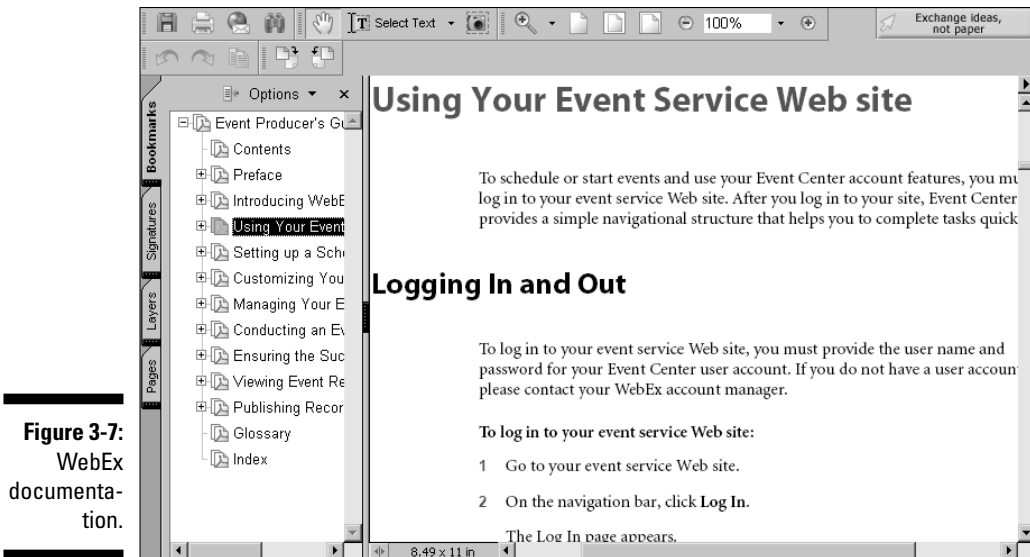 Select Text
100%
Exchange ideas,
not paper
Bookmarks
Signatures
Layers
Pages
Options
Event Producer's Gu
Contents
Preface
Introducing WebE
Using Your Event
Setting up a Sch
Customizing You
Managing Your E
Conducting an Ev
Ensuring the Suc
Viewing Event Re
Publishing Recor
Glossary
Index
Using Your Event Service Web site
To schedule or start events and use your Event Center account features, you mu
log in to your event service Web site. After you log in to your site, Event Center
provides a simple navigational structure that helps you to complete tasks quick
Logging In and Out
To log in to your event service Web site, you must provide the user name and
password for your Event Center user account. If you do not have a user accoun
please contact your WebEx account manager.
To log in to your event service Web site:
1 Go to your event service Web site.
2 On the navigation bar, click Log In.
The Log In page appears.
8.49 x 11 in
Figure 3-7:
WebEx
documenta-
tion.